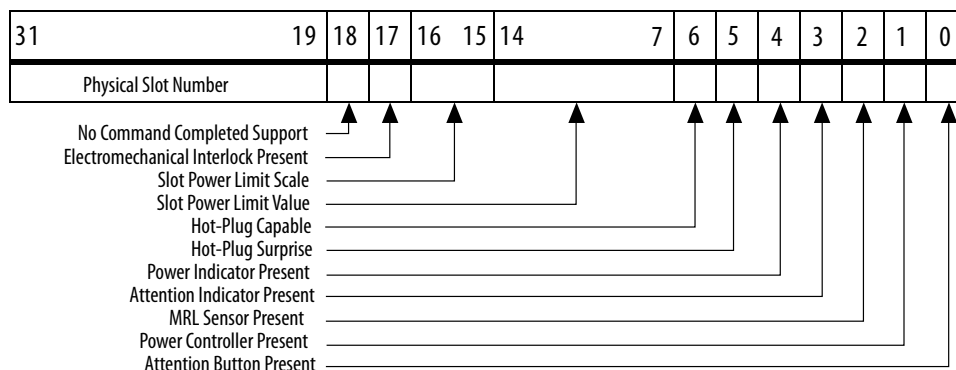 31 19 18 17 16 15 14 7 6 5 4 3 2 1 0
Physical Slot Number
No Command Completed Support
Electromechanical Interlock Present
Slot Power Limit Scale
Slot Power Limit Value
Hot-Plug Capable
Hot-Plug Surprise
Power Indicator Present
Attention Indicator Present
MRL Sensor Present
Power Controller Present
Attention Button Present